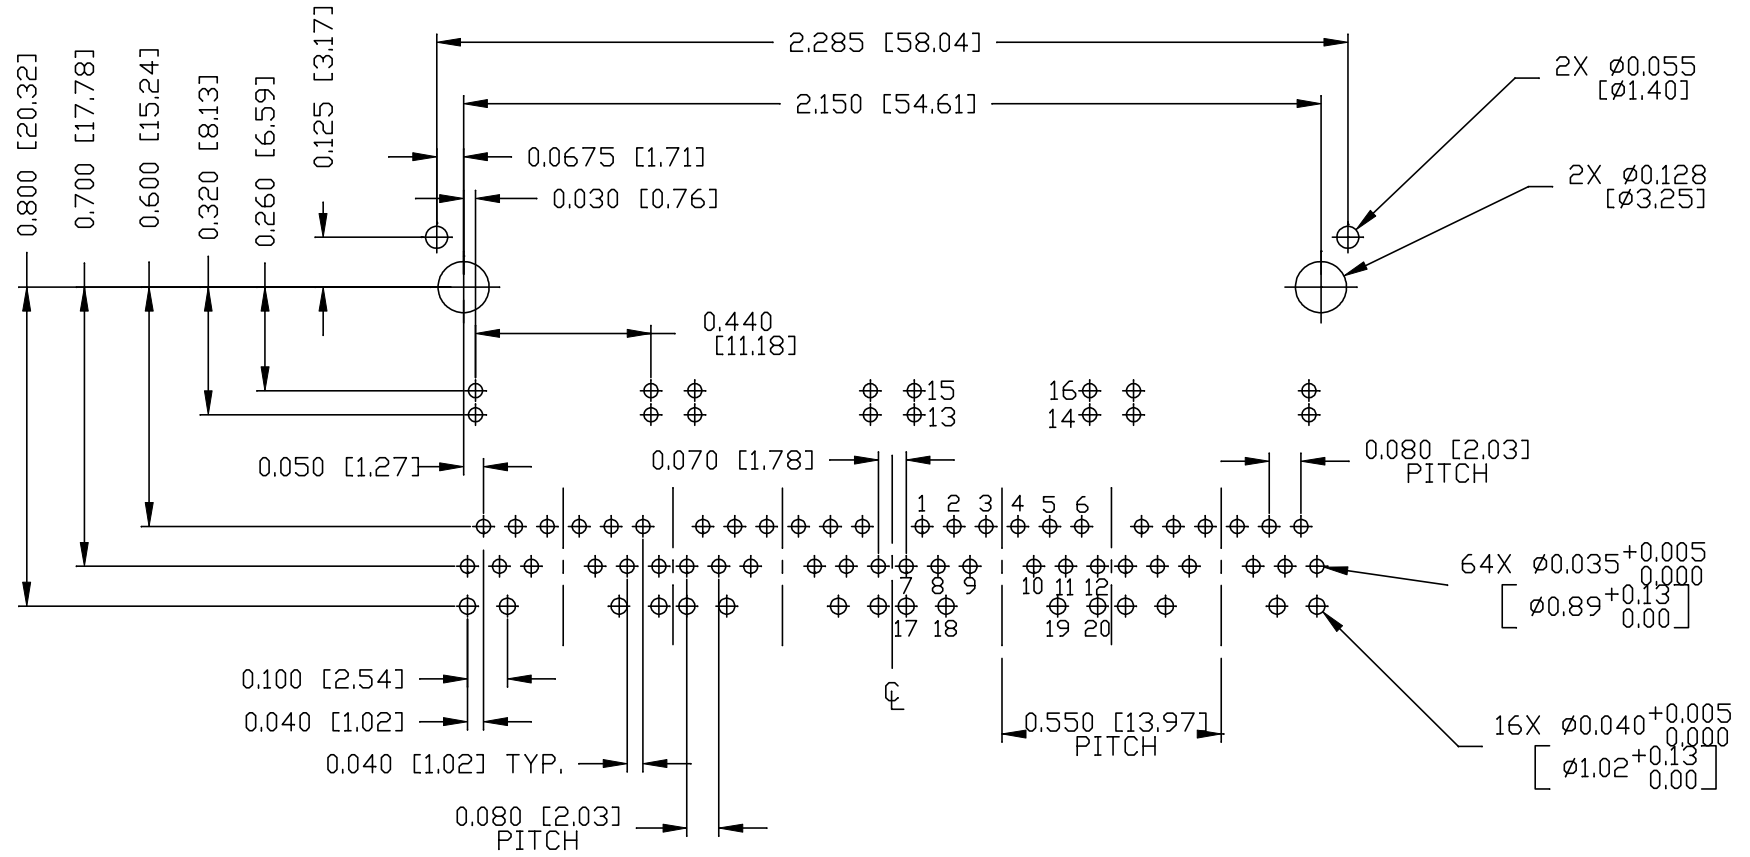 0.800 [20.32]
0.700 [17.78]
0.600 [15.24]
0.320 [8.13]
0.260 [6.59]
0.125 [3.17]
2.285 [58.04]
2.150 [54.61]
0.0675 [1.71]
0.030 [0.76]
2X Ø0.055
[Ø1.40]
2X Ø0.128
[Ø3.25]
0.440
[11.18]
15
16
13
14
0.050 [1.27]
0.070 [1.78]
0.080 [2.03]
PITCH
1 2 3 4 5 6
7 8 9 10 11 12
17 18 19 20
64X Ø0.035 +0.005
0.000
[Ø0.89 +0.13
0.00]
0.100 [2.54]
0.040 [1.02]
℄
0.550 [13.97]
PITCH
16X Ø0.040 +0.005
0.000
[Ø1.02 +0.13
0.00]
0.040 [1.02] TYP.
0.080 [2.03]
PITCH